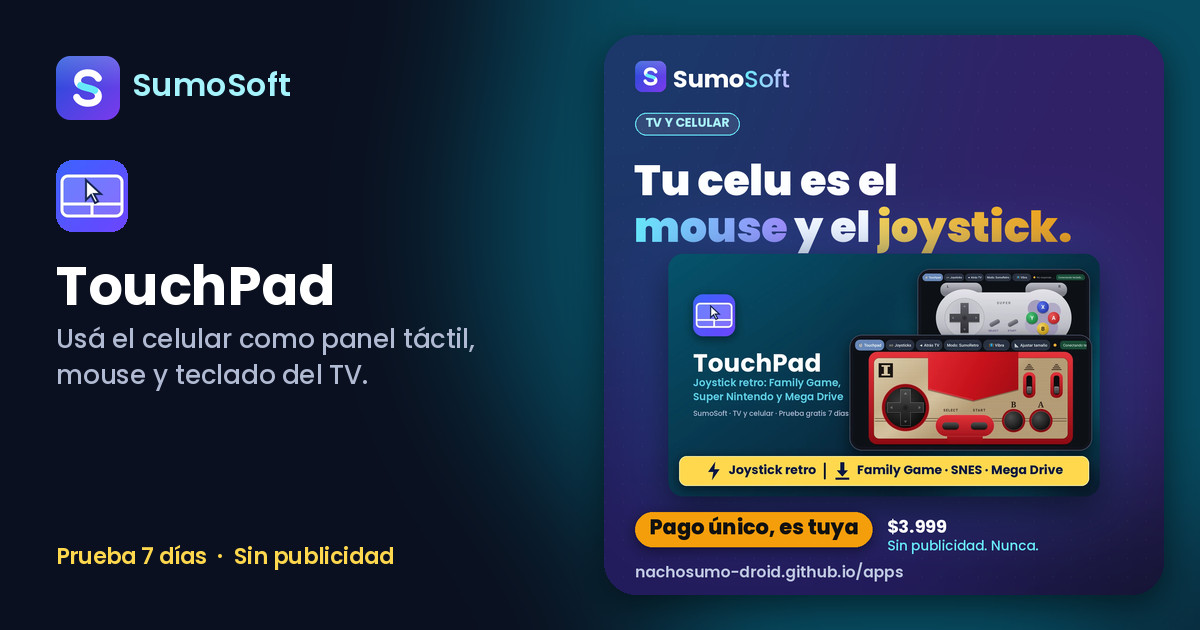 SumoSoft
TouchPad
Usá el celular como panel táctil,
mouse y teclado del TV.
Prueba 7 días · Sin publicidad
SumoSoft
TV Y CELULAR
Tu celu es el
mouse y el joystick.
TouchPad
Joystick retro: Family Game,
Super Nintendo y Mega Drive
SumoSoft · TV y celular · Prueba gratis 7 días
SUPER
X
Y
A
B
SELECT
START
I
SELECT
START
B
A
Joystick retro | Family Game · SNES · Mega Drive
Pago único, es tuya
$3.999
Sin publicidad. Nunca.
nachosumo-droid.github.io/apps